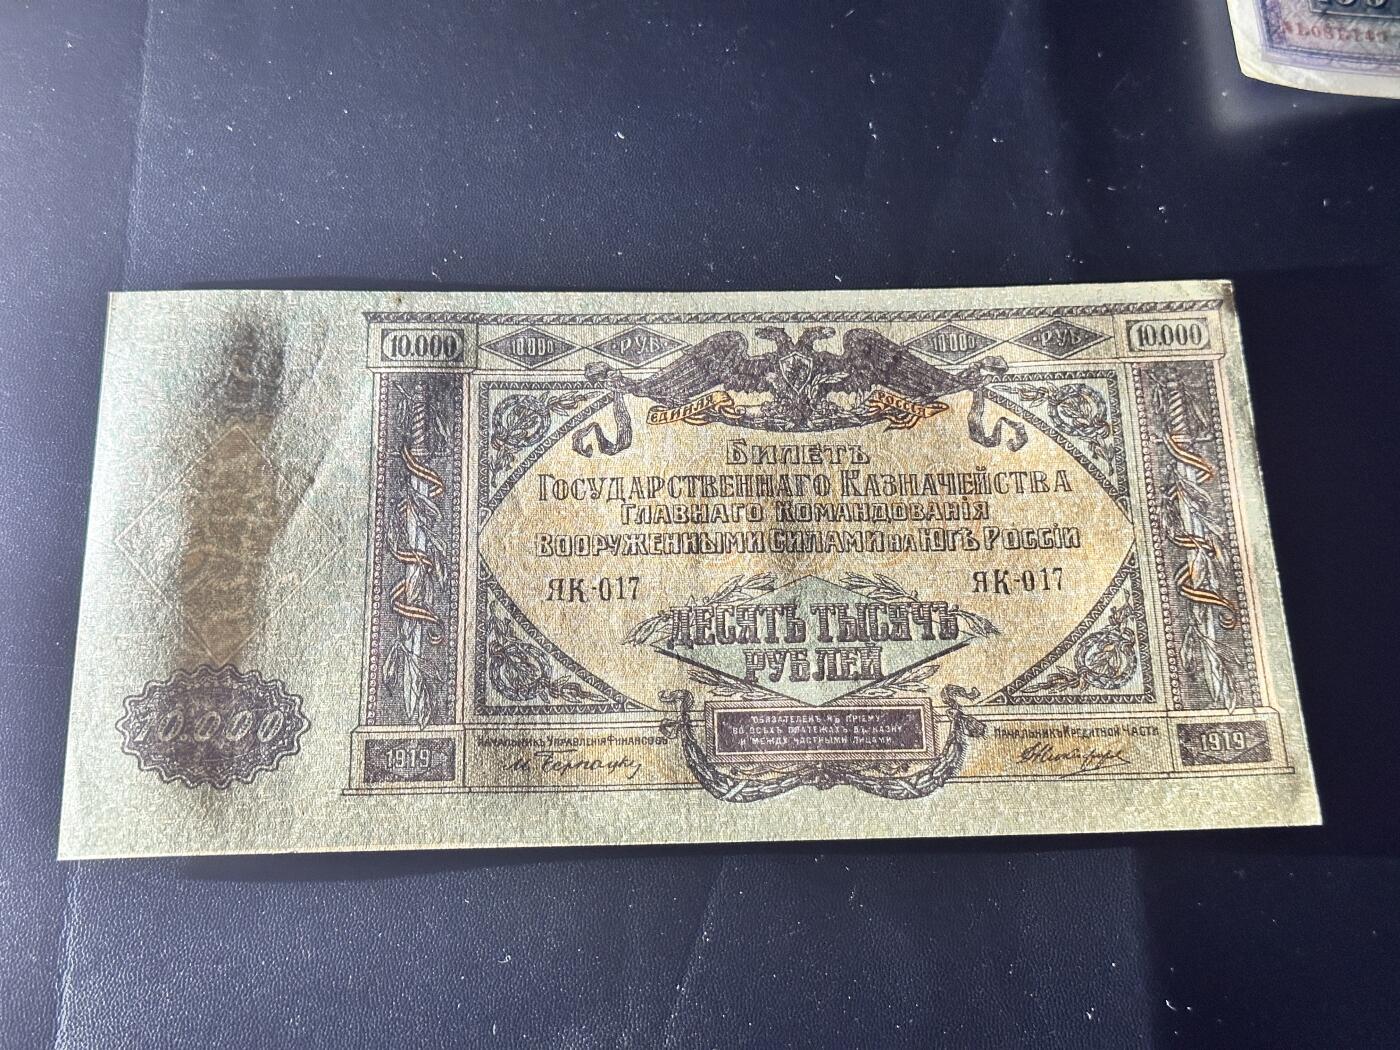 10.000 10.000 РУБ 10.000 РУБ 10.000
ЕДИНАЯ РОССІЯ
БИЛЕТЪ
ГОСУДАРСТВЕННАГО КАЗНАЧЕЙСТВА
ГЛАВНАГО КОМАНДОВАНІЯ
ВООРУЖЕННЫМИ СИЛАМИ НА ЮГѢ РОССІИ
ЯК-017 ЯК-017
ДЕСЯТЬ ТЫСЯЧЪ
РУБЛЕЙ
10.000
ОБЯЗАТЕЛЕНЪ КЪ ПРІЕМУ
ВО ВСѢХЪ ПЛАТЕЖАХЪ ВЪ КАЗНУ
И МЕЖДУ ЧАСТНЫМИ ЛИЦАМИ.
1919 НАЧАЛЬНИКЪ УПРАВЛЕНІЯ ФИНАНСОВЪ НАЧАЛЬНИКЪ КРЕДИТНОЙ ЧАСТИ 1919